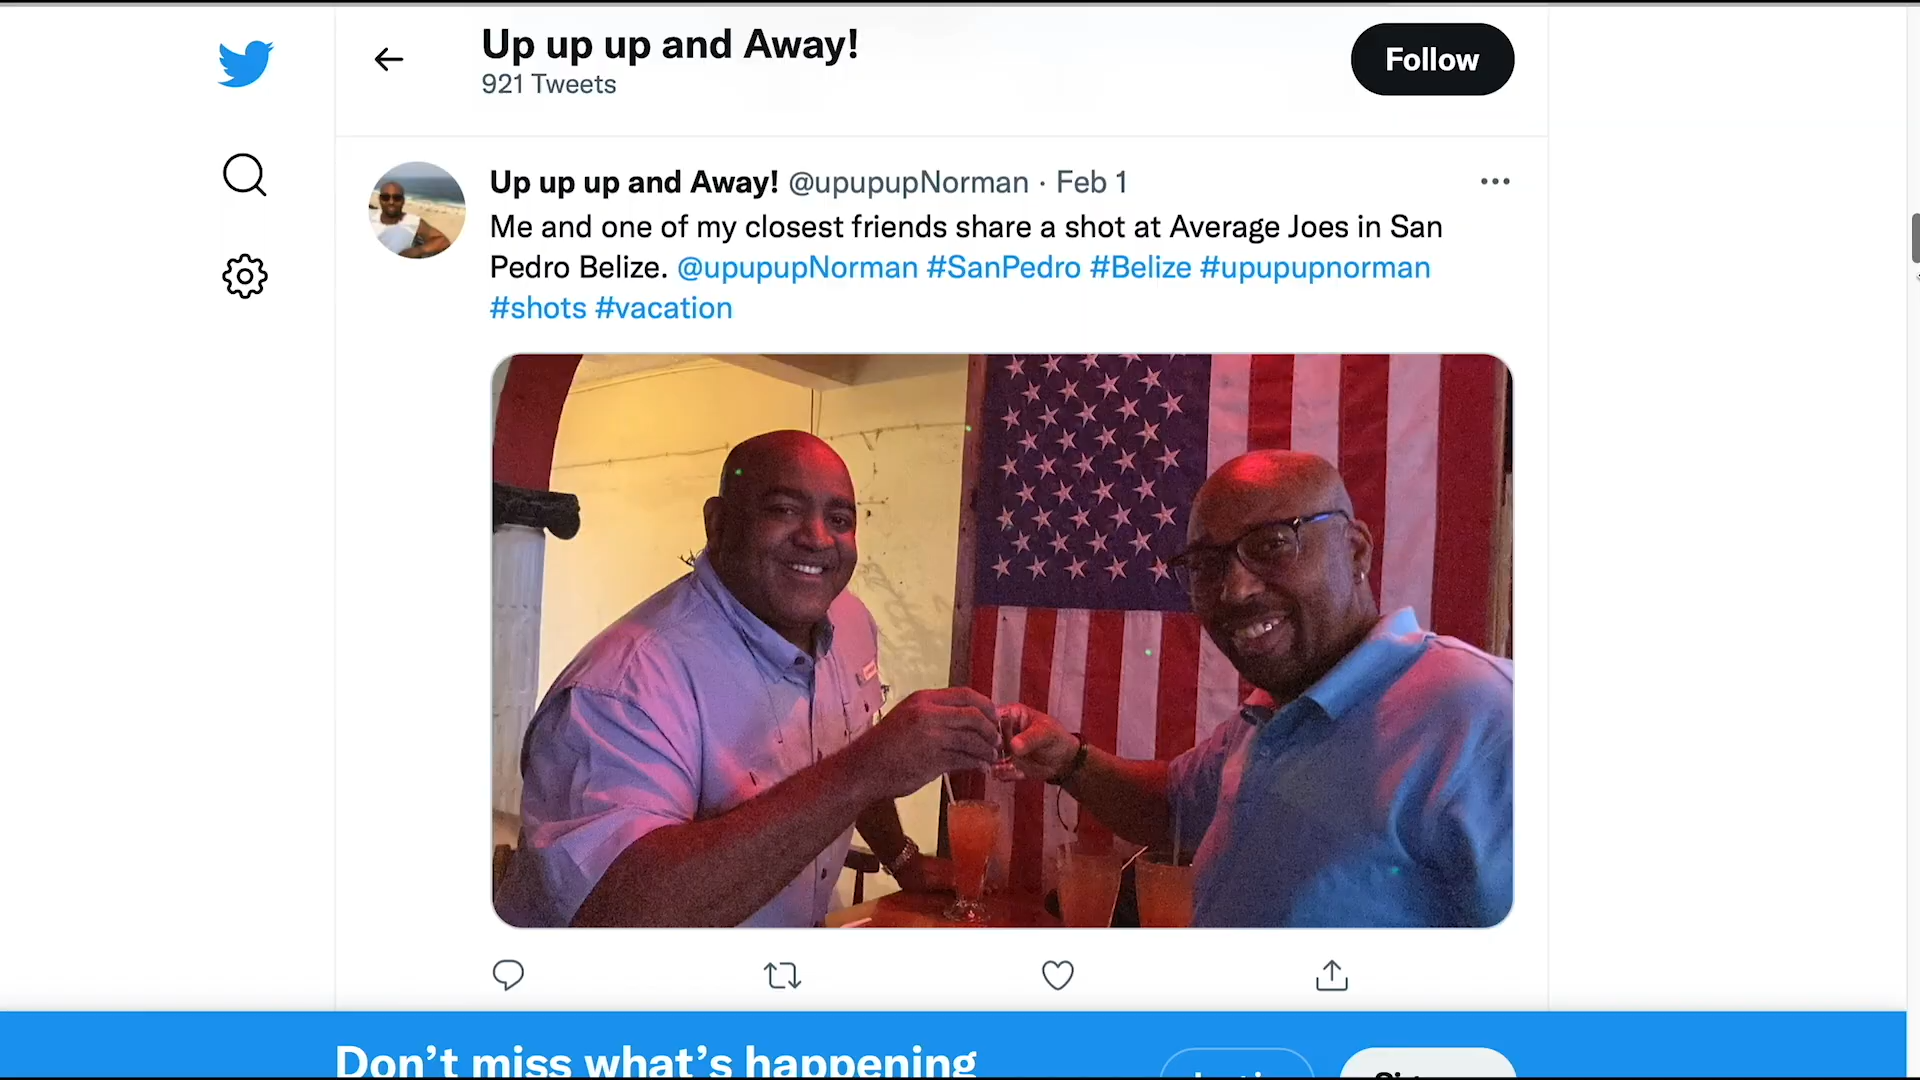 Up up up and Away!
921 Tweets
Follow
Up up up and Away! @upupupNorman · Feb 1
Me and one of my closest friends share a shot at Average Joes in San
Pedro Belize. @upupupNorman #SanPedro #Belize #upupupnorman
#shots #vacation
Don't miss what's happening